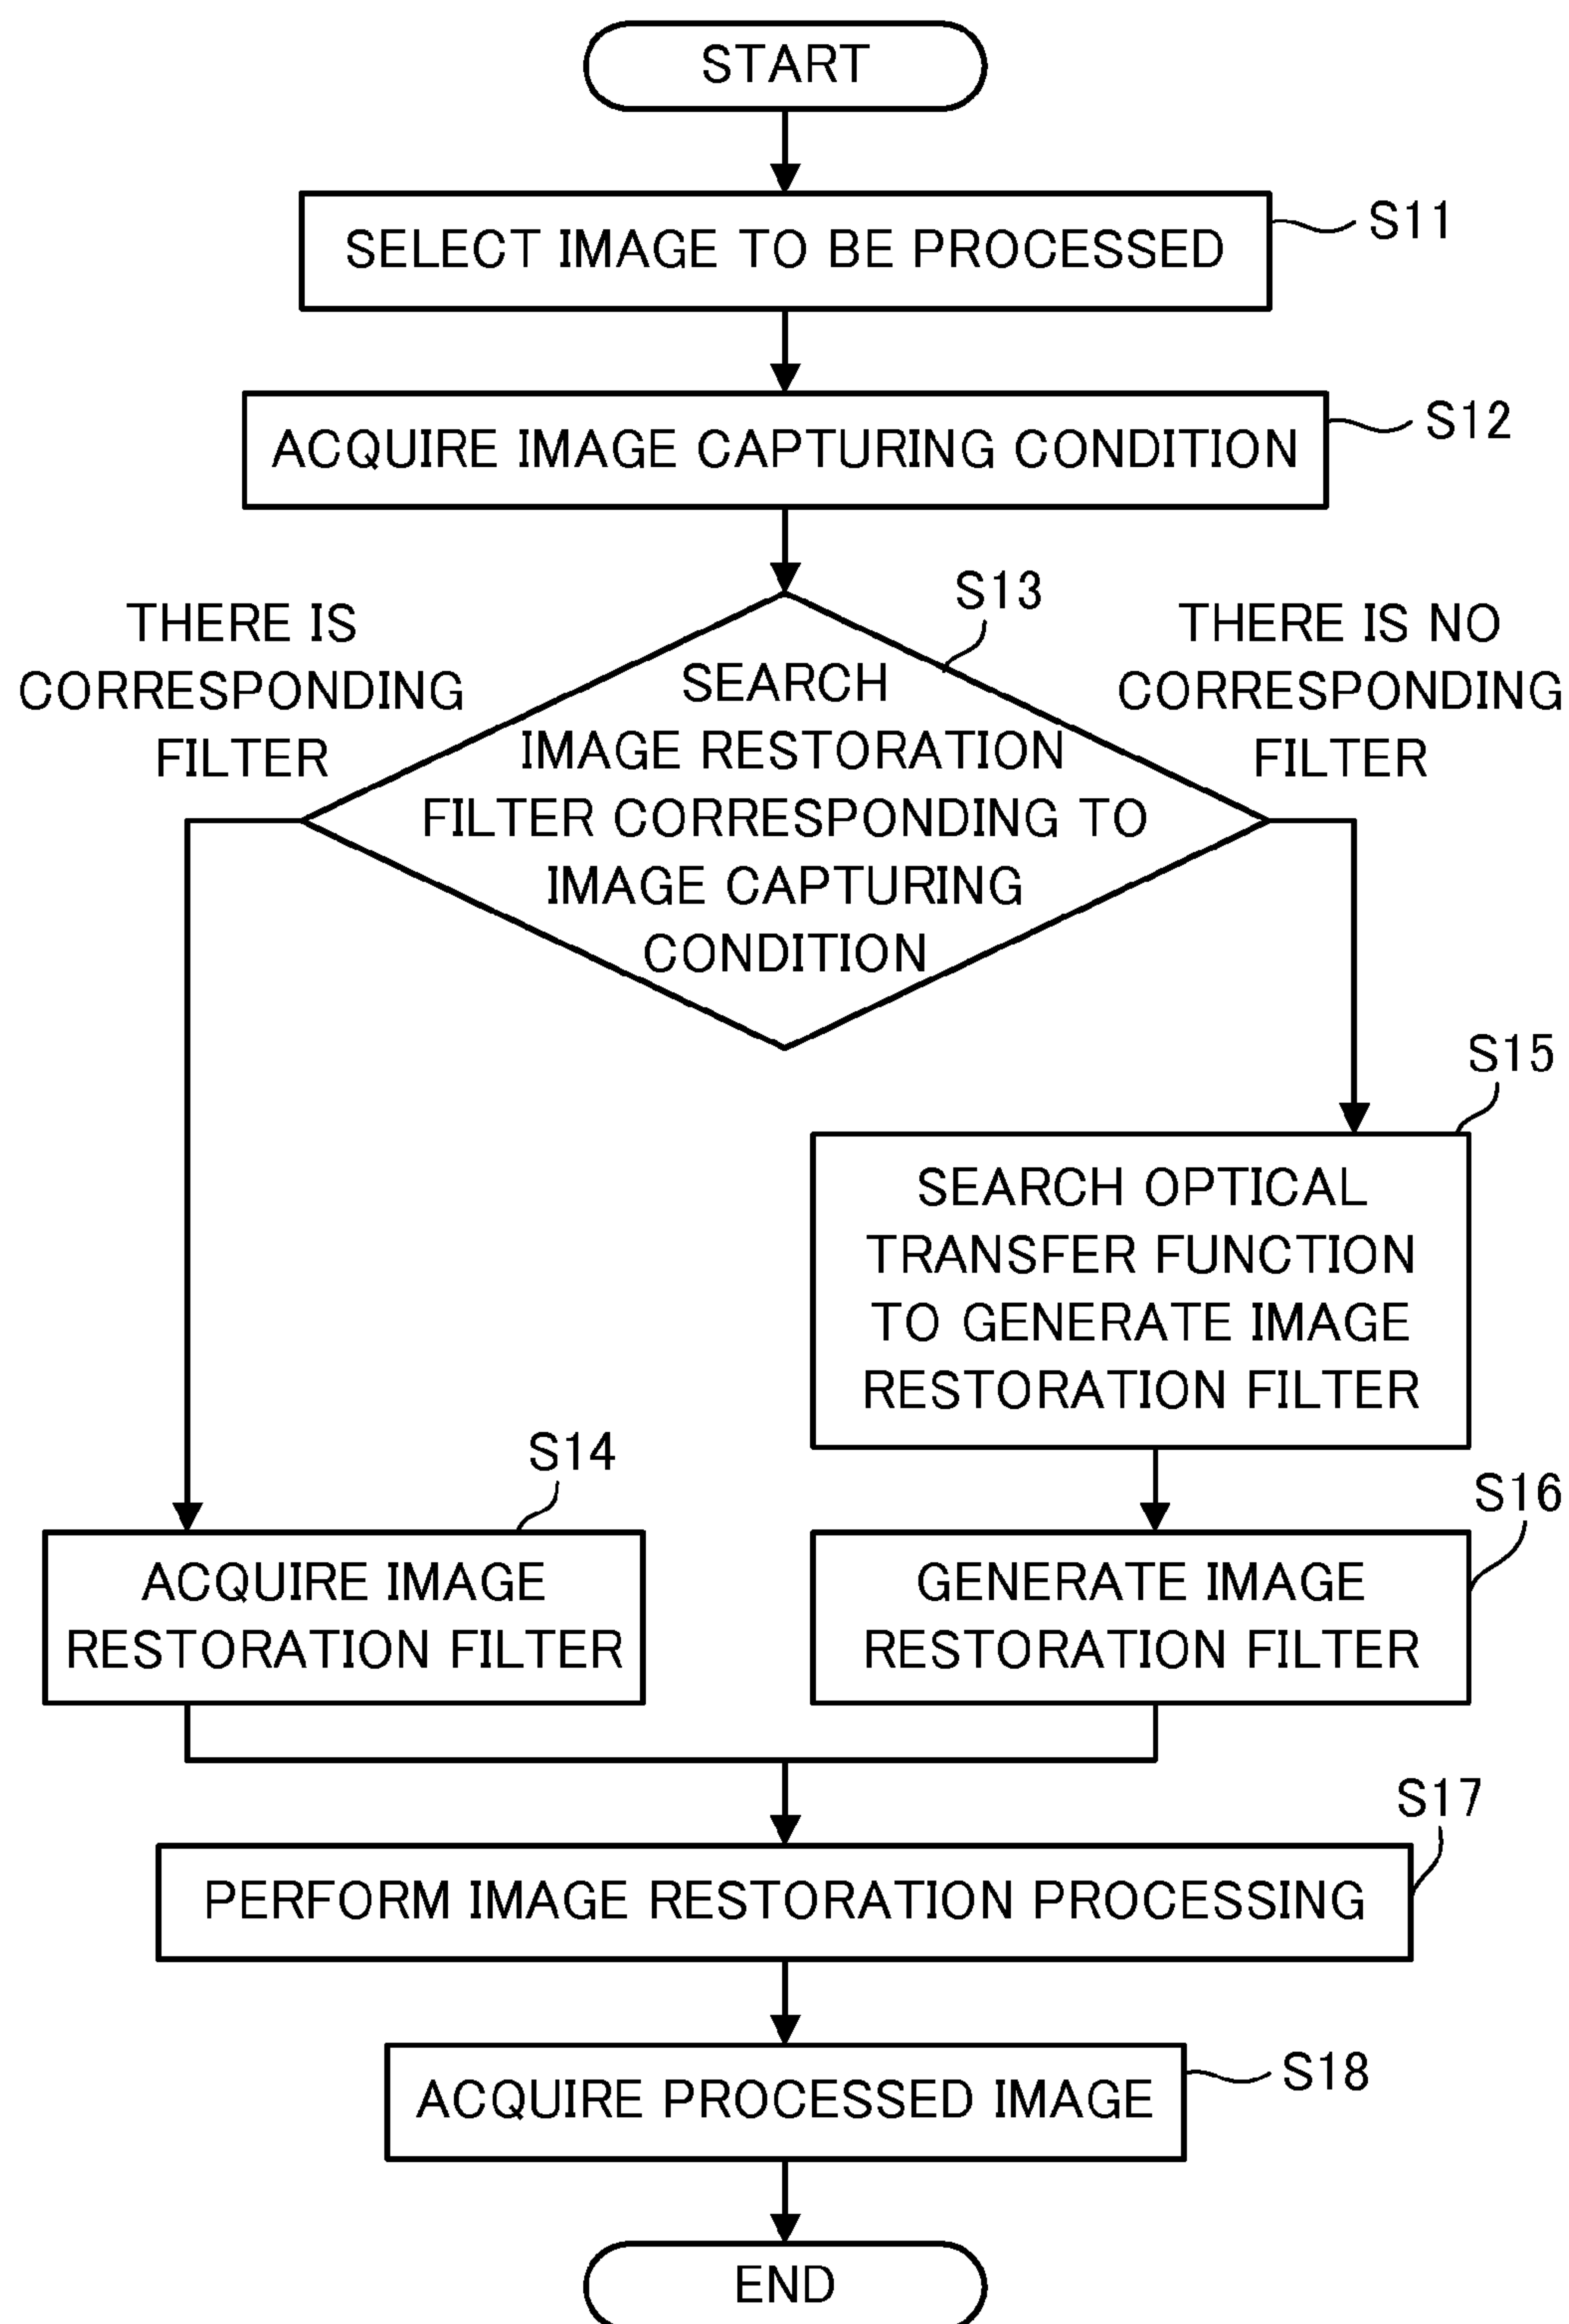 START
SELECT IMAGE TO BE PROCESSED
S11
ACQUIRE IMAGE CAPTURING CONDITION
S12
S13
SEARCH
IMAGE RESTORATION
FILTER CORRESPONDING TO
IMAGE CAPTURING
CONDITION
THERE IS
CORRESPONDING
FILTER
THERE IS NO
CORRESPONDING
FILTER
S15
SEARCH OPTICAL
TRANSFER FUNCTION
TO GENERATE IMAGE
RESTORATION FILTER
S14
ACQUIRE IMAGE
RESTORATION FILTER
S16
GENERATE IMAGE
RESTORATION FILTER
S17
PERFORM IMAGE RESTORATION PROCESSING
ACQUIRE PROCESSED IMAGE
S18
END